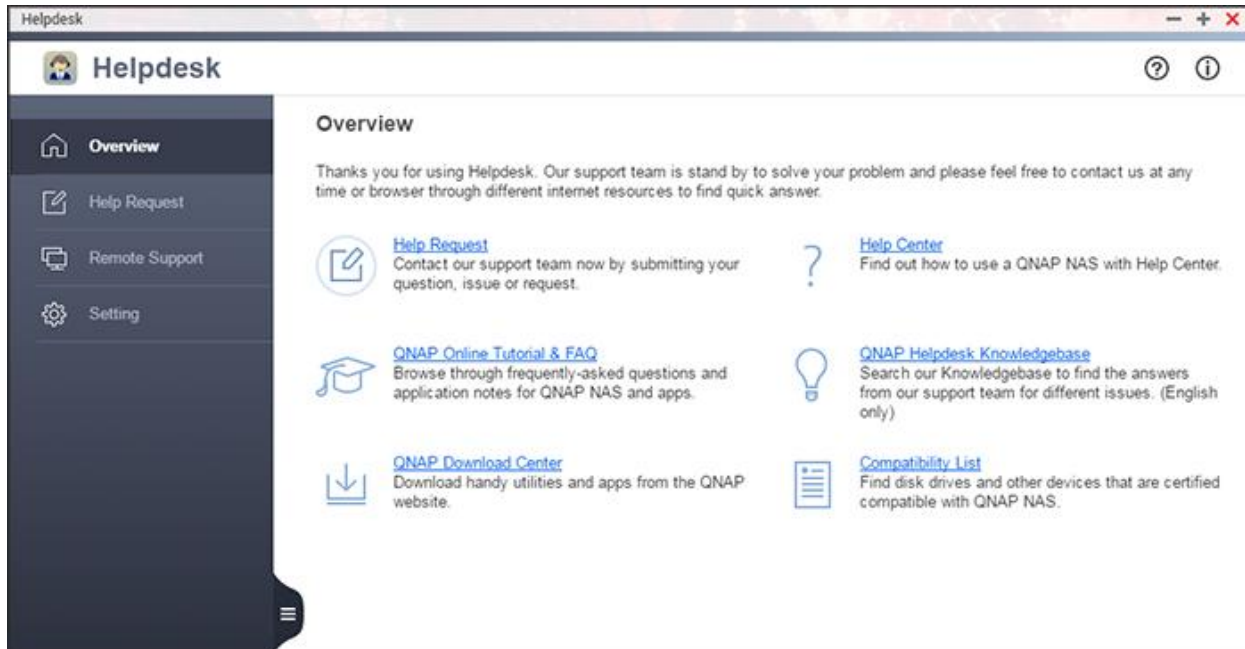 Helpdesk
Helpdesk
Overview
Help Request
Remote Support
Setting
Overview
Thanks you for using Helpdesk. Our support team is stand by to solve your problem and please feel free to contact us at any
time or browser through different internet resources to find quick answer.
Help Request
Contact our support team now by submitting your
question, issue or request.
Help Center
Find out how to use a QNAP NAS with Help Center.
QNAP Online Tutorial & FAQ
Browse through frequently-asked questions and
application notes for QNAP NAS and apps.
QNAP Helpdesk Knowledgebase
Search our Knowledgebase to find the answers
from our support team for different issues. (English
only)
QNAP Download Center
Download handy utilities and apps from the QNAP
website.
Compatibility List
Find disk drives and other devices that are certified
compatible with QNAP NAS.